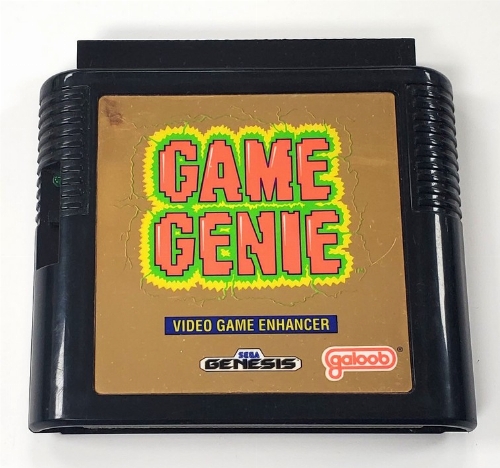 GAME
GENIE
VIDEO GAME ENHANCER
SEGA
GENESIS
galoob®